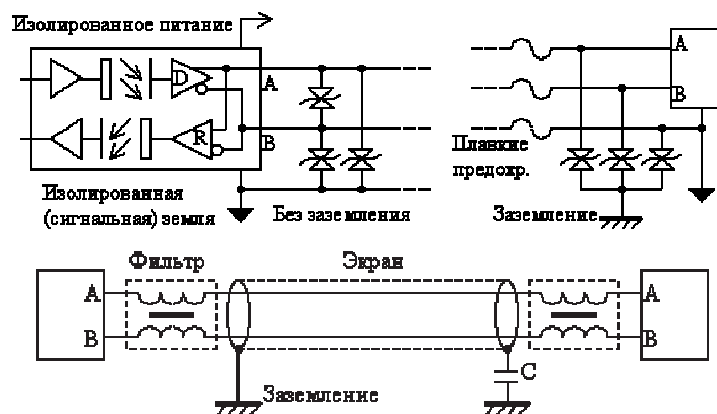 Изолированное питание
D
R
A
B
Изолированная
(сигнальная) земля
Без заземления
A
B
Плавкие
предохр.
Заземление
Фильтр
Экран
A
B
A
B
C
Заземление